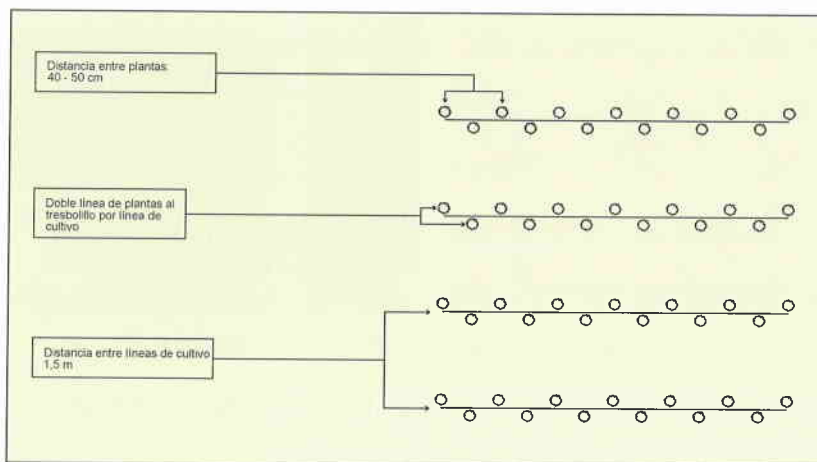 Distancia entre plantas:
40 - 50 cm
Doble línea de plantas al
tresbolillo por línea de
cultivo
Distancia entre líneas de cultivo
1,5 m